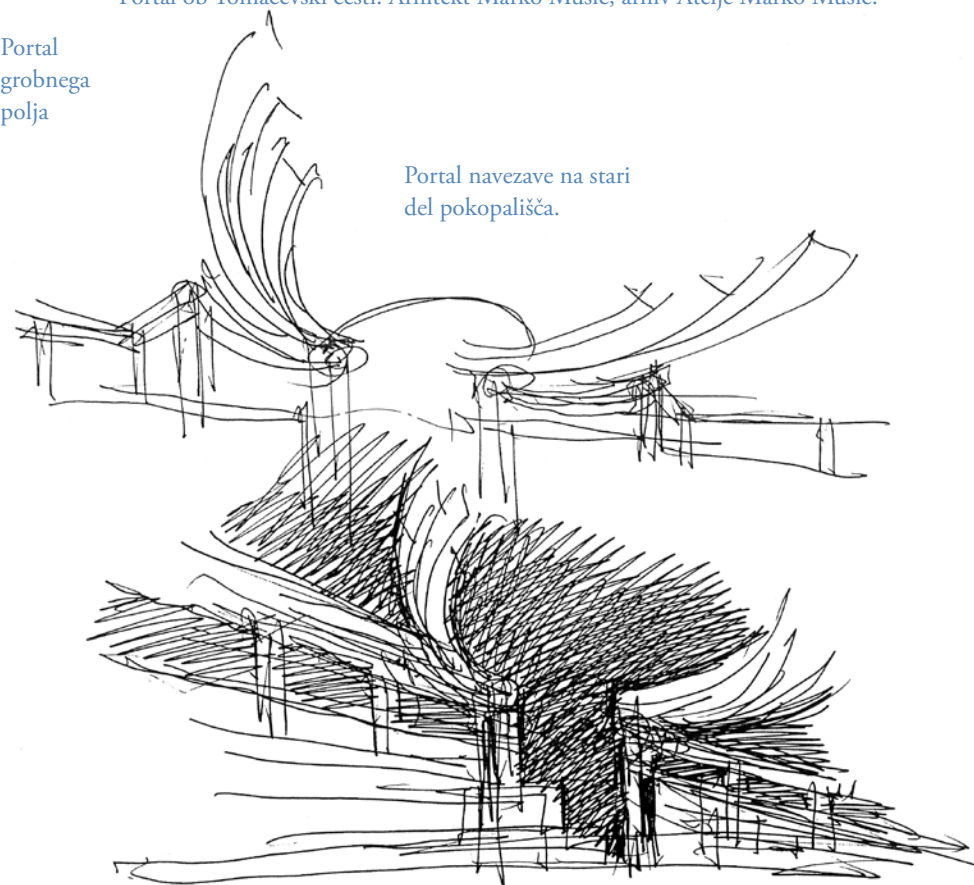 Portal ob Tomačevski cesti. Arhitekt Marko Mušič, arhiv Atelje Marko Mušič.
Portal
grobnega
polja
Portal navezave na stari
del pokopališča.